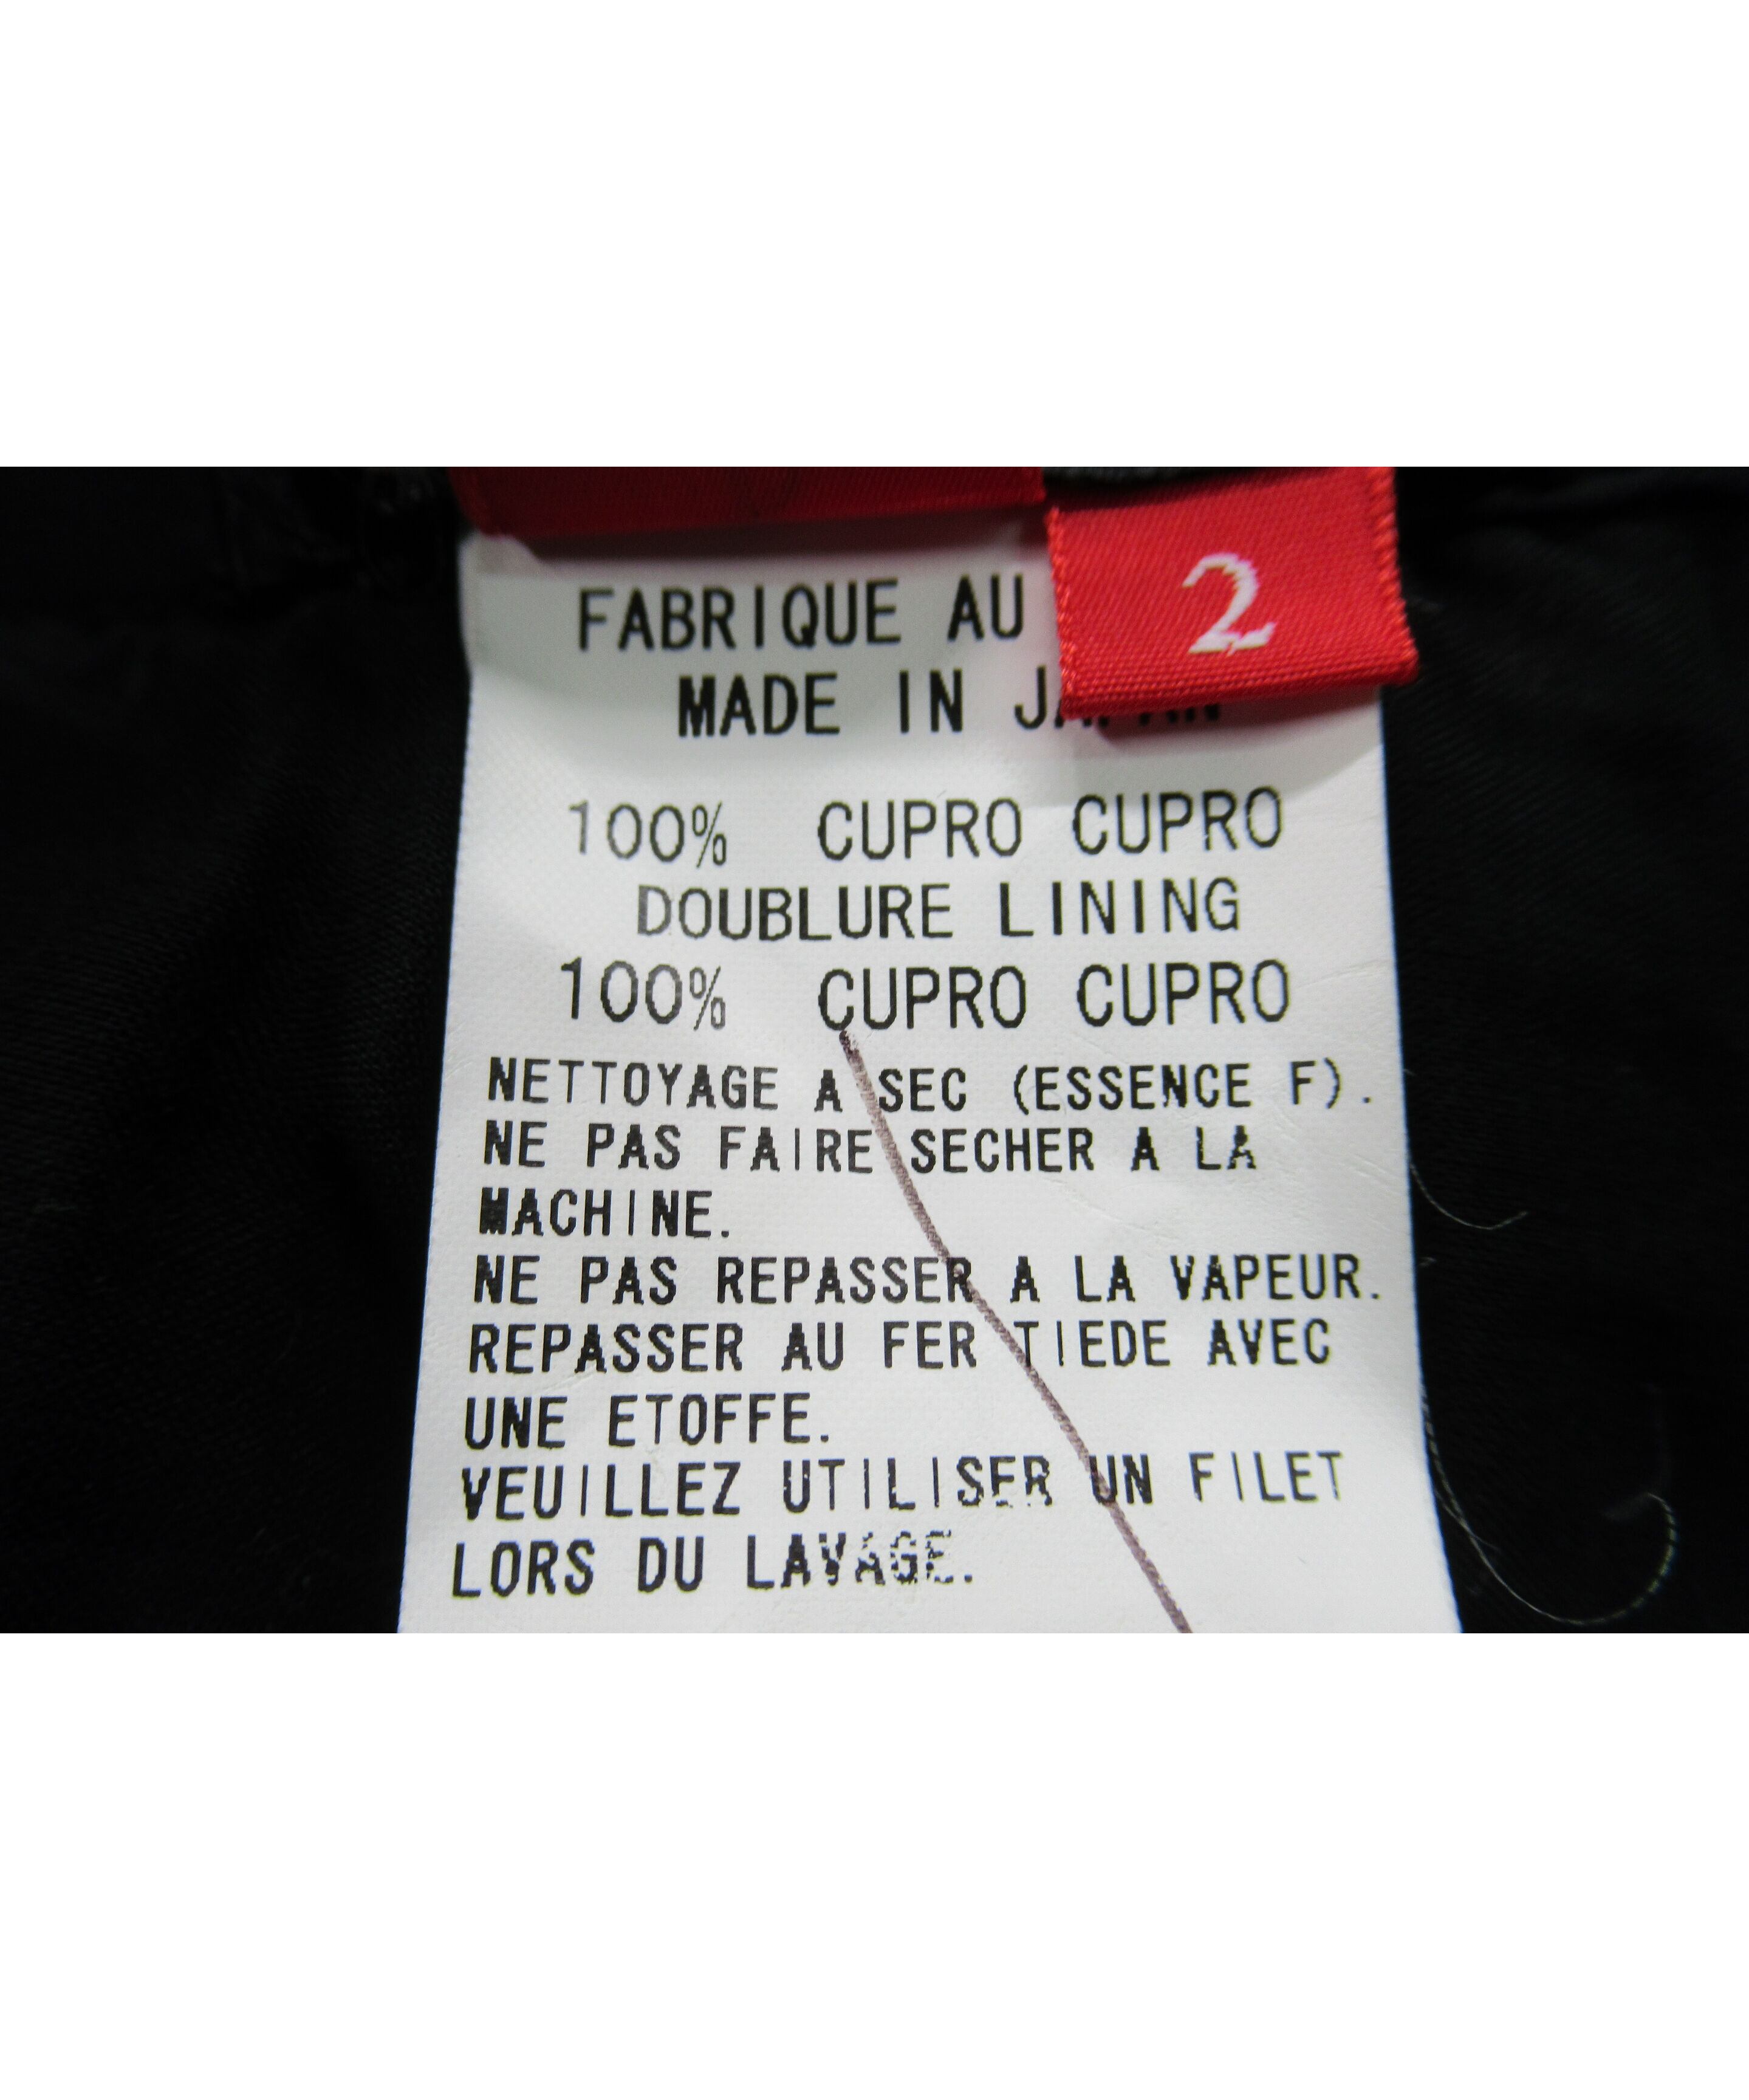 2
FABRIQUE AU
MADE IN JAPAN
100% CUPRO CUPRO
DOUBLURE LINING
100% CUPRO CUPRO
NETTOYAGE A SEC (ESSENCE F).
NE PAS FAIRE SECHER A LA
MACHINE.
NE PAS REPASSER A LA VAPEUR.
REPASSER AU FER TIEDE AVEC
UNE ETOFFE.
VEUILLEZ UTILISER UN FILET
LORS DU LAVAGE.